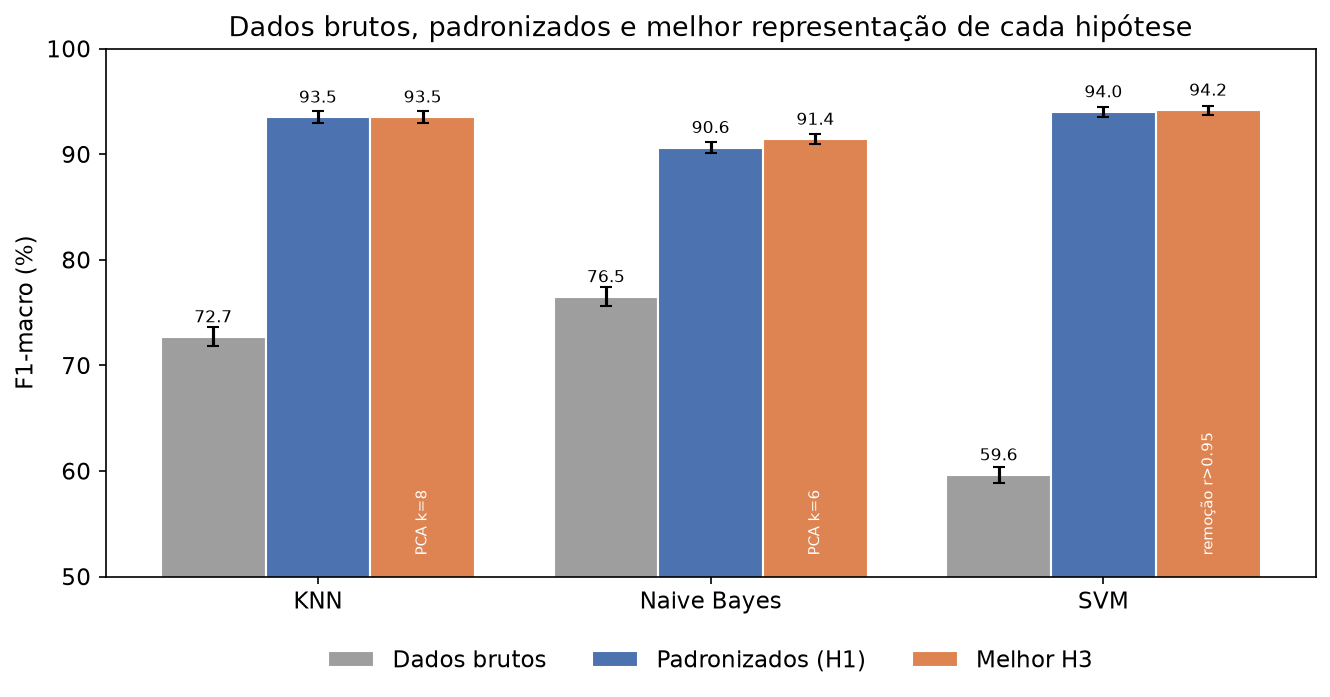 Dados brutos, padronizados e melhor representação de cada hipótese
F1-macro (%)
100
90
80
70
60
50
72.7
93.5
93.5
76.5
90.6
91.4
59.6
94.0
94.2
PCA k=8
PCA k=6
remoção r>0.95
KNN
Naive Bayes
SVM
Dados brutos
Padronizados (H1)
Melhor H3